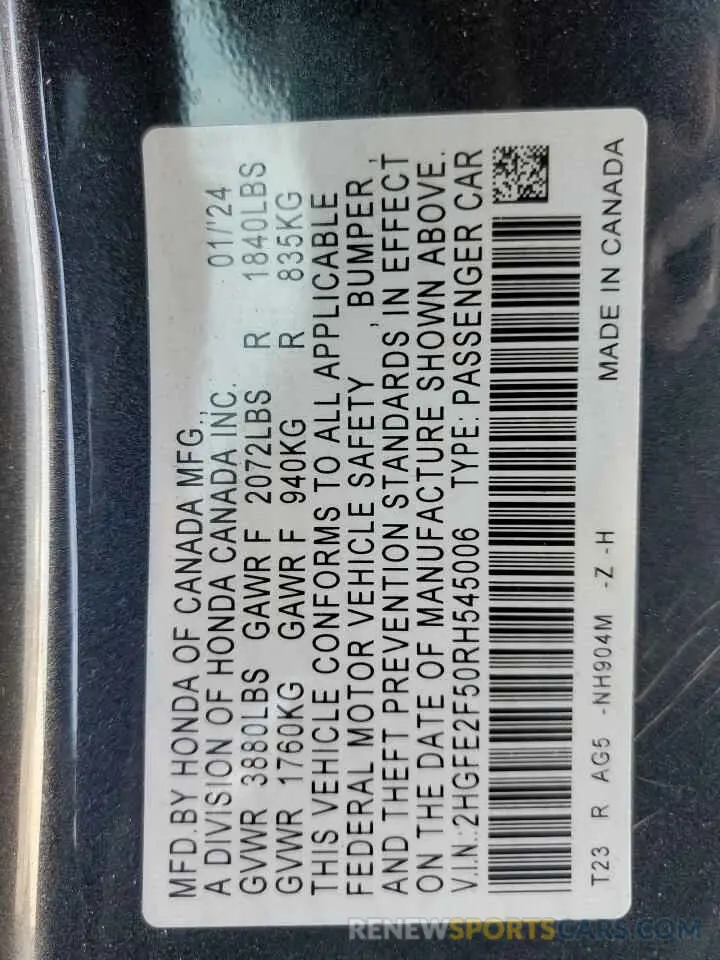 MFD.BY HONDA OF CANADA MFG.,
A DIVISION OF HONDA CANADA INC. 01/'24
GVWR 3880LBS GAWR F 2072LBS R 1840LBS
GVWR 1760KG GAWR F 940KG R 835KG
THIS VEHICLE CONFORMS TO ALL APPLICABLE
FEDERAL MOTOR VEHICLE SAFETY , BUMPER ,
AND THEFT PREVENTION STANDARDS IN EFFECT
ON THE DATE OF MANUFACTURE SHOWN ABOVE.
V.I.N.:2HGFE2F50RH545006 TYPE: PASSENGER CAR
T23 R AG5 -NH904M -Z -H MADE IN CANADA
RENEWSPORTSCARS.COM